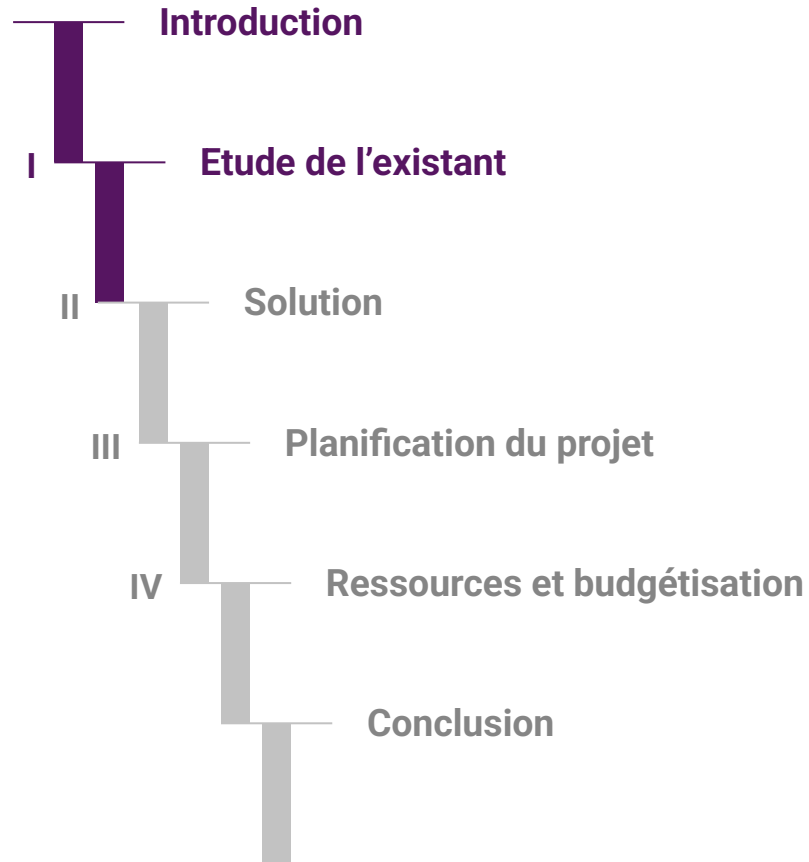 Introduction
I Etude de l’existant
II Solution
III Planification du projet
IV Ressources et budgétisation
Conclusion